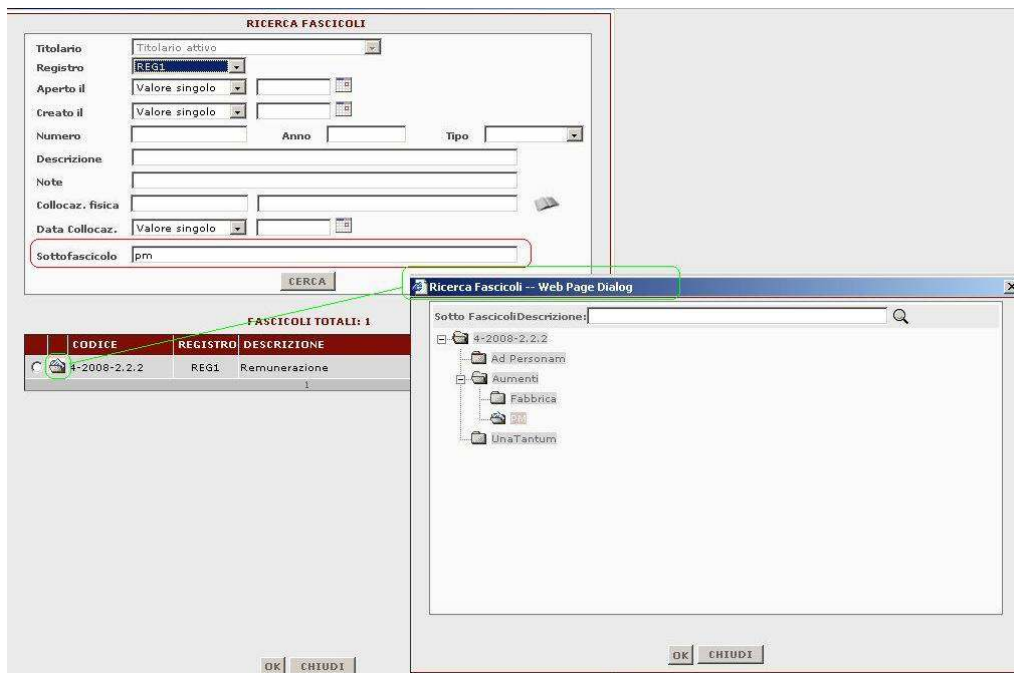 RICERCA FASCICOLI
Titolario Titolario attivo
Registro REG1
Aperto il Valore singolo
Creato il Valore singolo
Numero Anno Tipo
Descrizione
Note
Collocaz. fisica
Data Collocaz. Valore singolo
Sottofascicolo pm
CERCA
FASCICOLI TOTALI: 1
CODICE REGISTRO DESCRIZIONE
4-2008-2.2.2 REG1 Remunerazione
1
OK CHIUDI
Ricerca Fascicoli -- Web Page Dialog
Sotto FascicoliDescrizione:
4-2008-2.2.2
Ad Personam
Aumenti
Fabbrica
PM
UnaTantum
OK CHIUDI